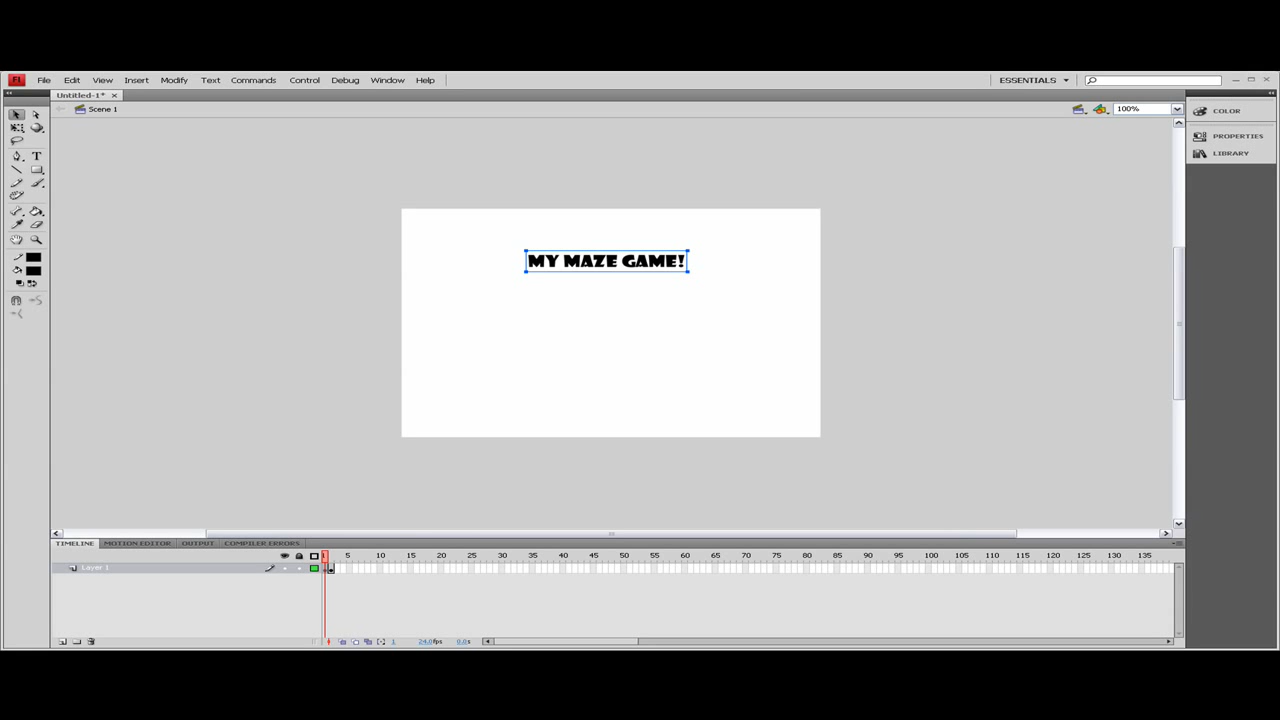 Fl File Edit View Insert Modify Text Commands Control Debug Window Help ESSENTIALS
Untitled-1*
Scene 1 100%
COLOR
PROPERTIES
LIBRARY
MY MAZE GAME!
TIMELINE MOTION EDITOR OUTPUT COMPILER ERRORS
1 5 10 15 20 25 30 35 40 45 50 55 60 65 70 75 80 85 90 95 100 105 110 115 120 125 130 135
Layer 1
1 24.0fps 0.0s